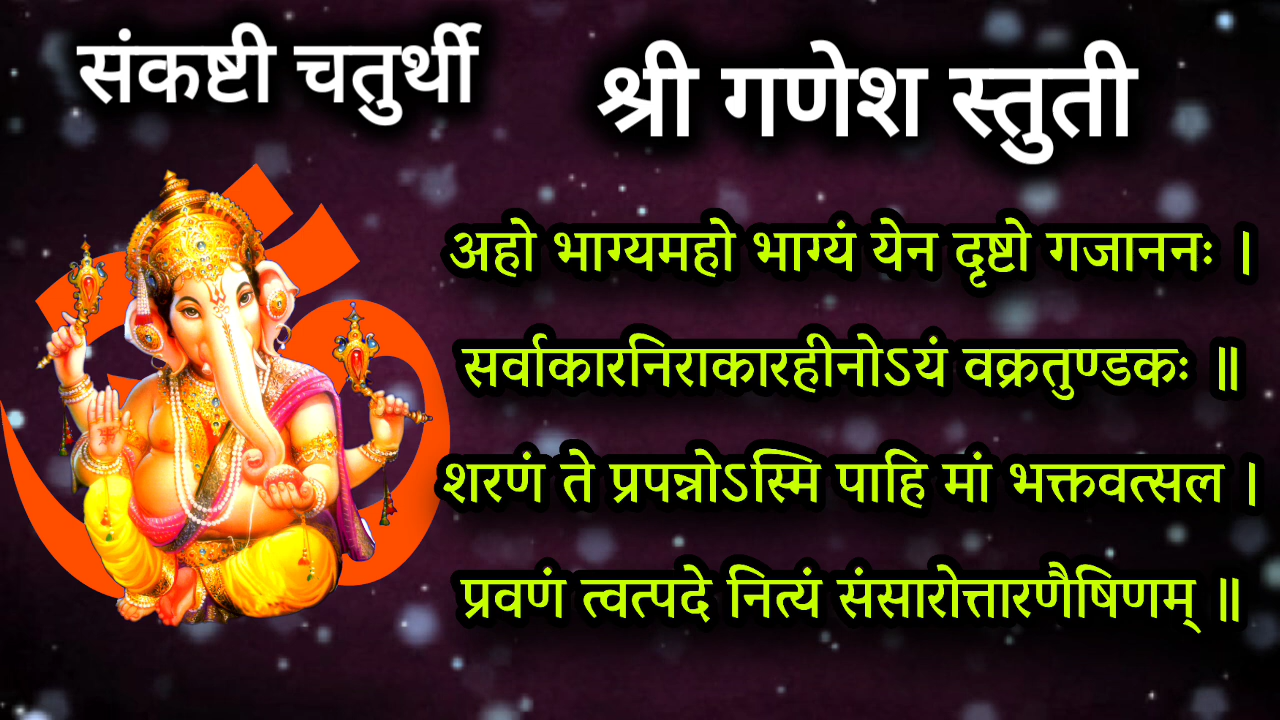 संकष्टी चतुर्थी
श्री गणेश स्तुती
अहो भाग्यमहो भाग्यं येन दृष्टो गजाननः ।
सर्वाकारनिराकारहीनोऽयं वक्रतुण्डकः ॥
शरणं ते प्रपन्नोऽस्मि पाहि मां भक्तवत्सल ।
प्रवणं त्वत्पदे नित्यं संसारोत्तारणैषिणम् ॥